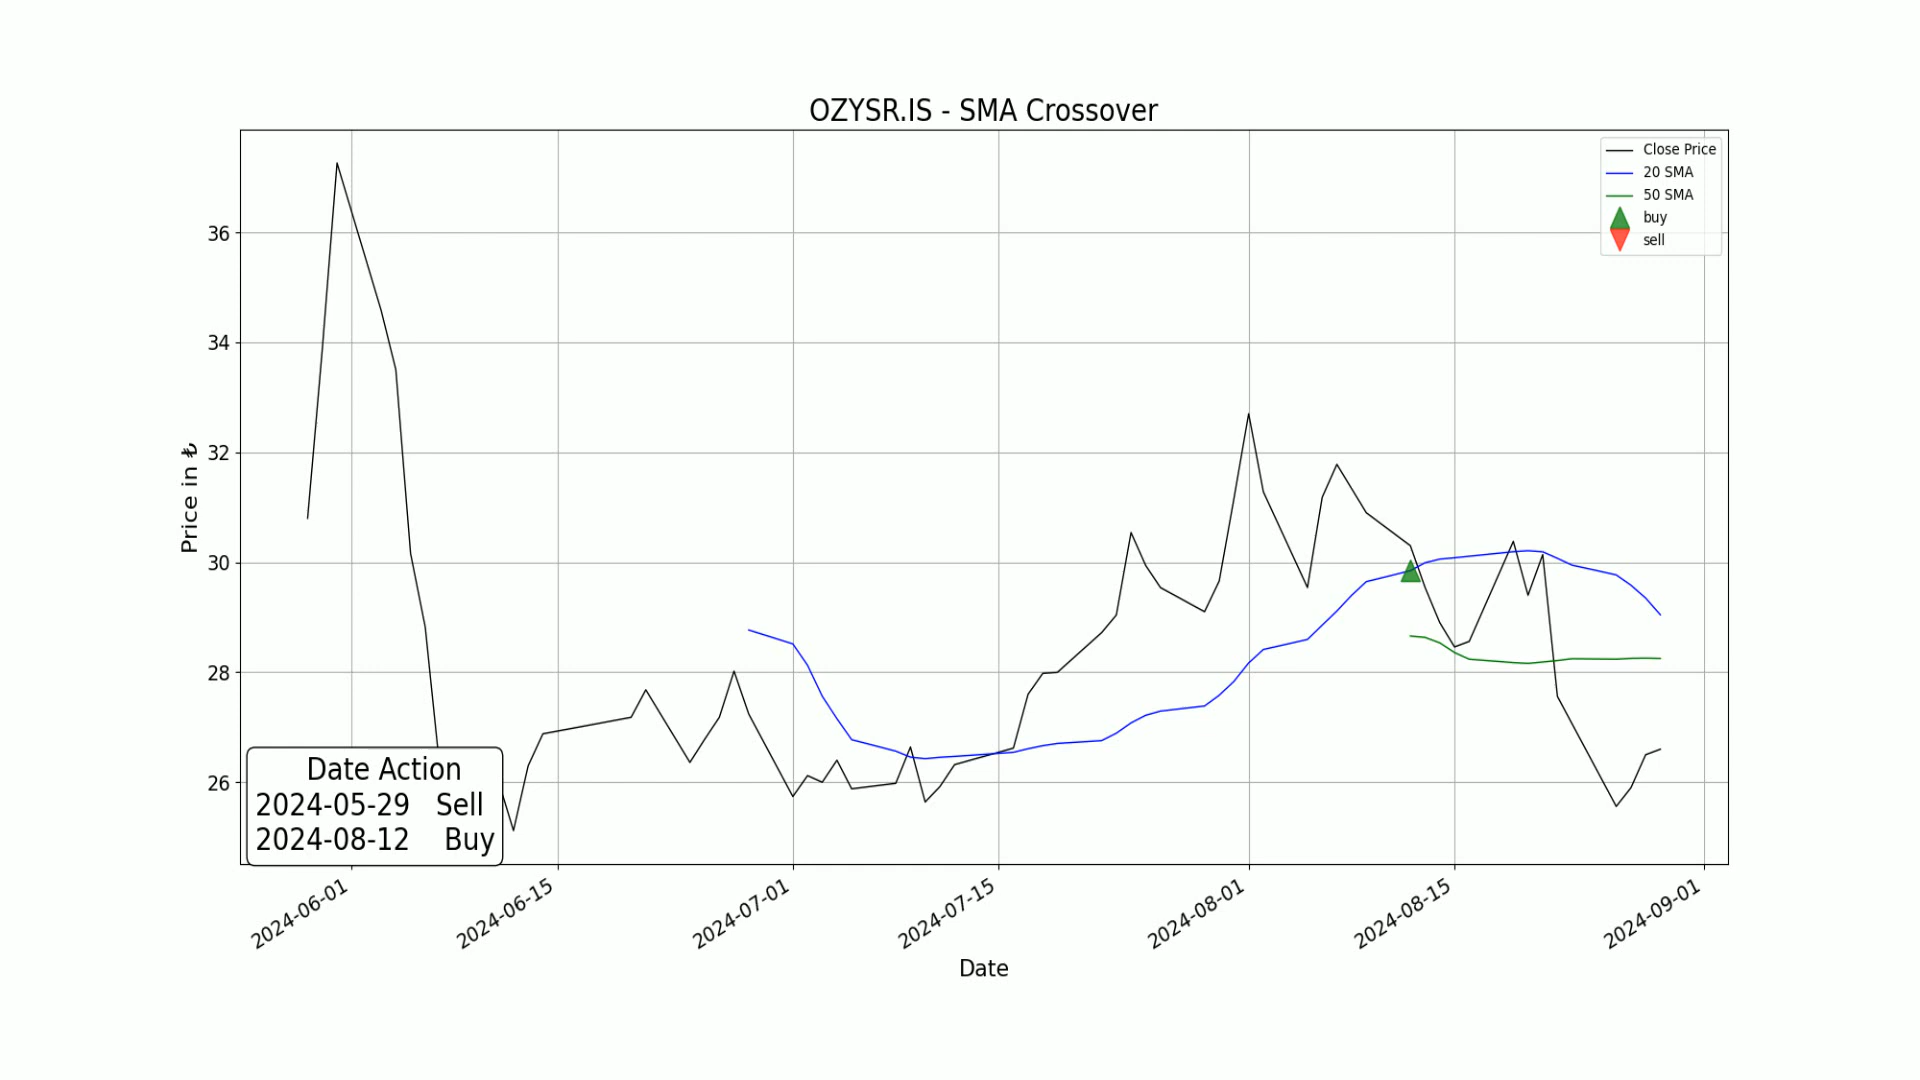 OZYSR.IS - SMA Crossover
Close Price
20 SMA
50 SMA
buy
sell
36
34
32
30
28
26
Price in ₺
Date Action
2024-05-29 Sell
2024-08-12 Buy
2024-06-01
2024-06-15
2024-07-01
2024-07-15
2024-08-01
2024-08-15
2024-09-01
Date